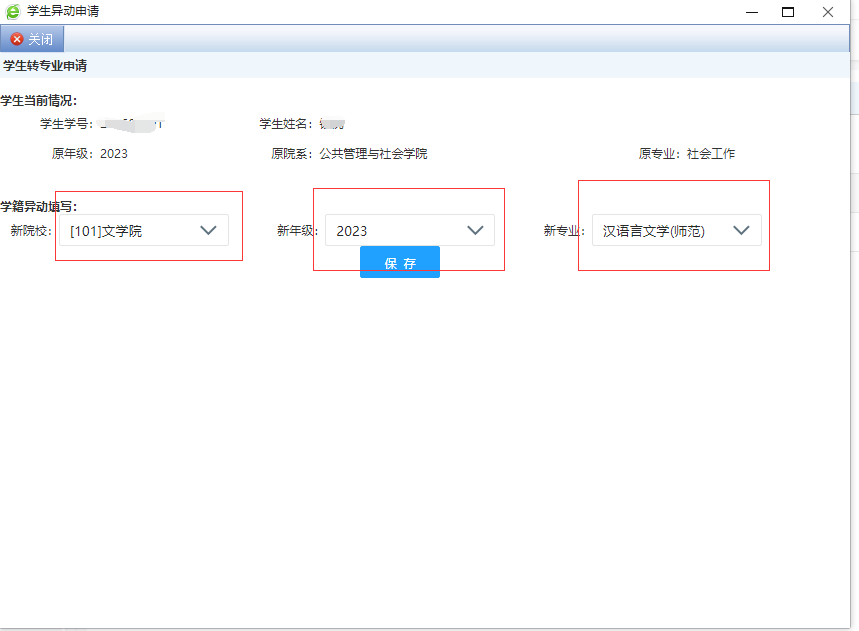 学生异动申请
关闭
学生转专业申请
学生当前情况：
学生学号： 学生姓名：
原年级：2023 原院系：公共管理与社会学院 原专业：社会工作
学籍异动填写：
新院校： [101]文学院 新年级： 2023 新专业： 汉语言文学(师范)
保 存